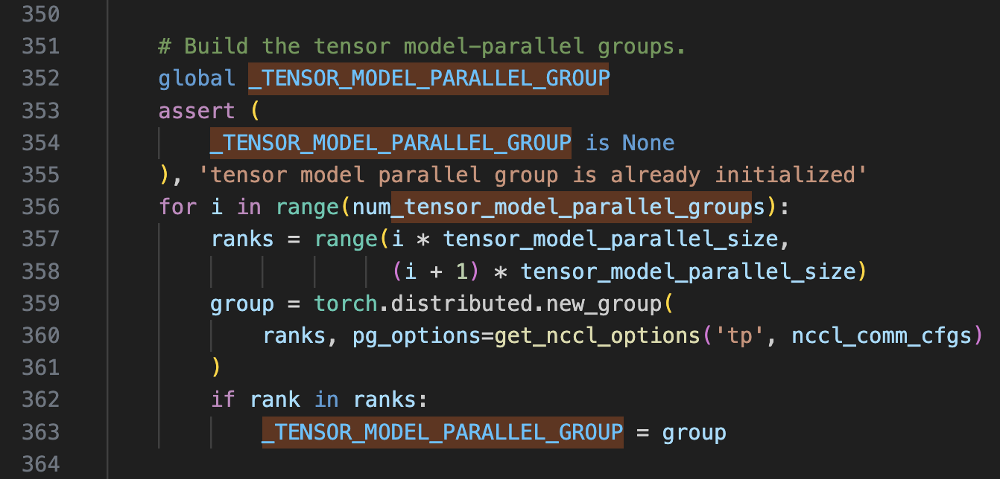 350
351 # Build the tensor model-parallel groups.
352 global _TENSOR_MODEL_PARALLEL_GROUP
353 assert (
354 _TENSOR_MODEL_PARALLEL_GROUP is None
355 ), 'tensor model parallel group is already initialized'
356 for i in range(num_tensor_model_parallel_groups):
357 ranks = range(i * tensor_model_parallel_size,
358 (i + 1) * tensor_model_parallel_size)
359 group = torch.distributed.new_group(
360 ranks, pg_options=get_nccl_options('tp', nccl_comm_cfgs)
361 )
362 if rank in ranks:
363 _TENSOR_MODEL_PARALLEL_GROUP = group
364